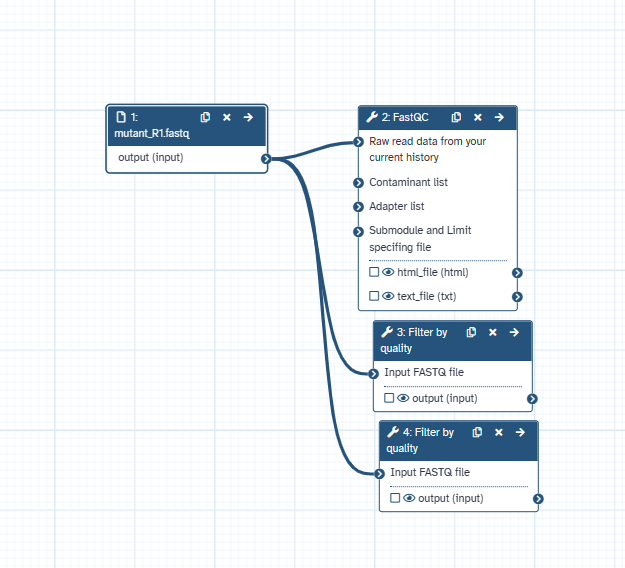 1:
mutant_R1.fastq
output (input)
2: FastQC
Raw read data from your
current history
Contaminant list
Adapter list
Submodule and Limit
specifing file
html_file (html)
text_file (txt)
3: Filter by
quality
Input FASTQ file
output (input)
4: Filter by
quality
Input FASTQ file
output (input)